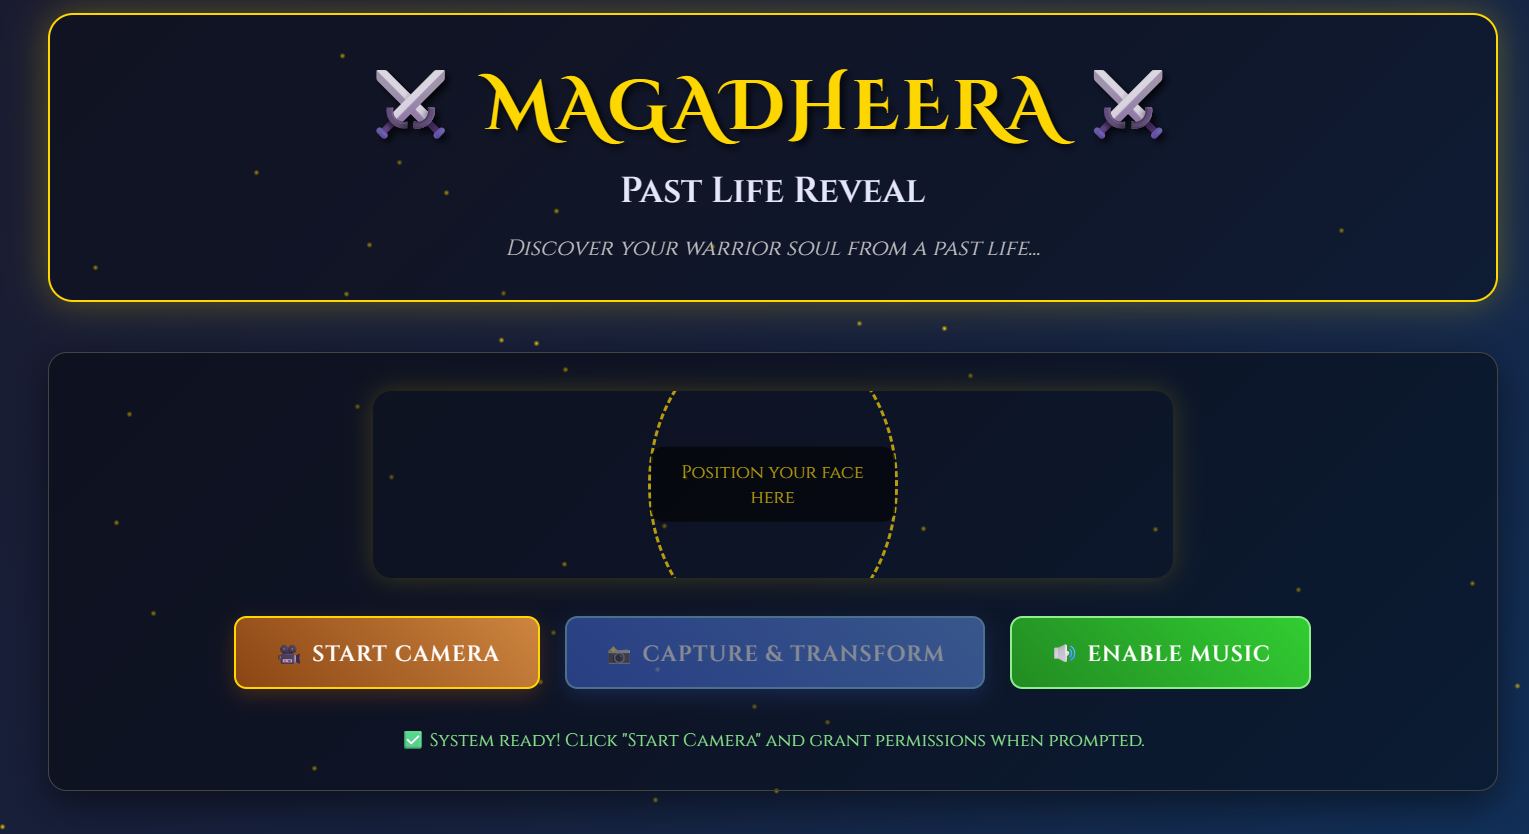 ⚔️ MAGADHEERA ⚔️
Past Life Reveal
Discover your warrior soul from a past life...
Position your face
here
🎥 START CAMERA
📷 CAPTURE & TRANSFORM
🔊 ENABLE MUSIC
✅ System ready! Click "Start Camera" and grant permissions when prompted.